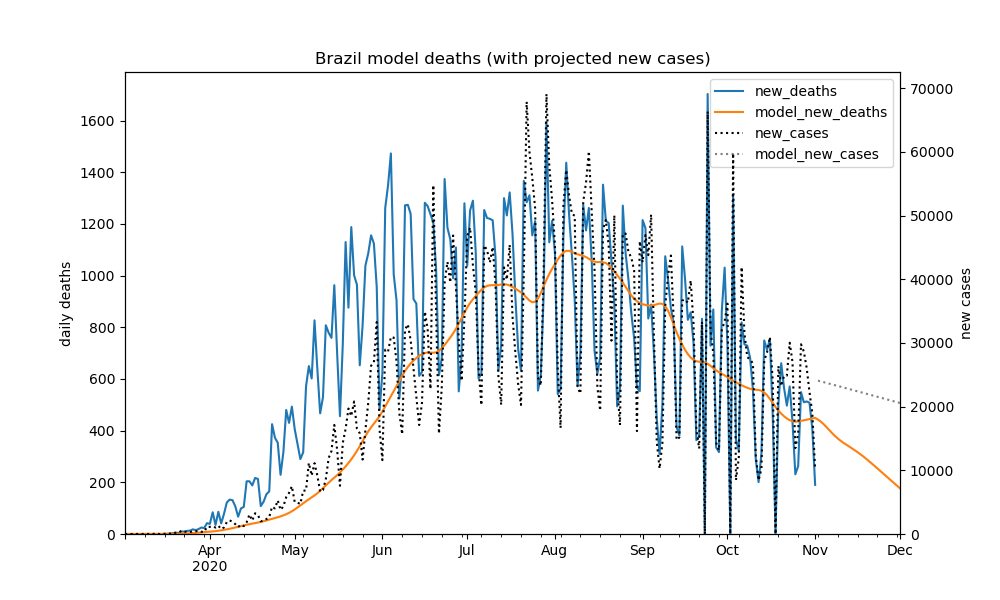 Brazil model deaths (with projected new cases)
new_deaths
model_new_deaths
new_cases
model_new_cases
daily deaths
1600
1400
1200
1000
800
600
400
200
0
70000
60000
50000
40000
30000
20000
10000
0
new cases
Apr May Jun Jul Aug Sep Oct Nov Dec
2020